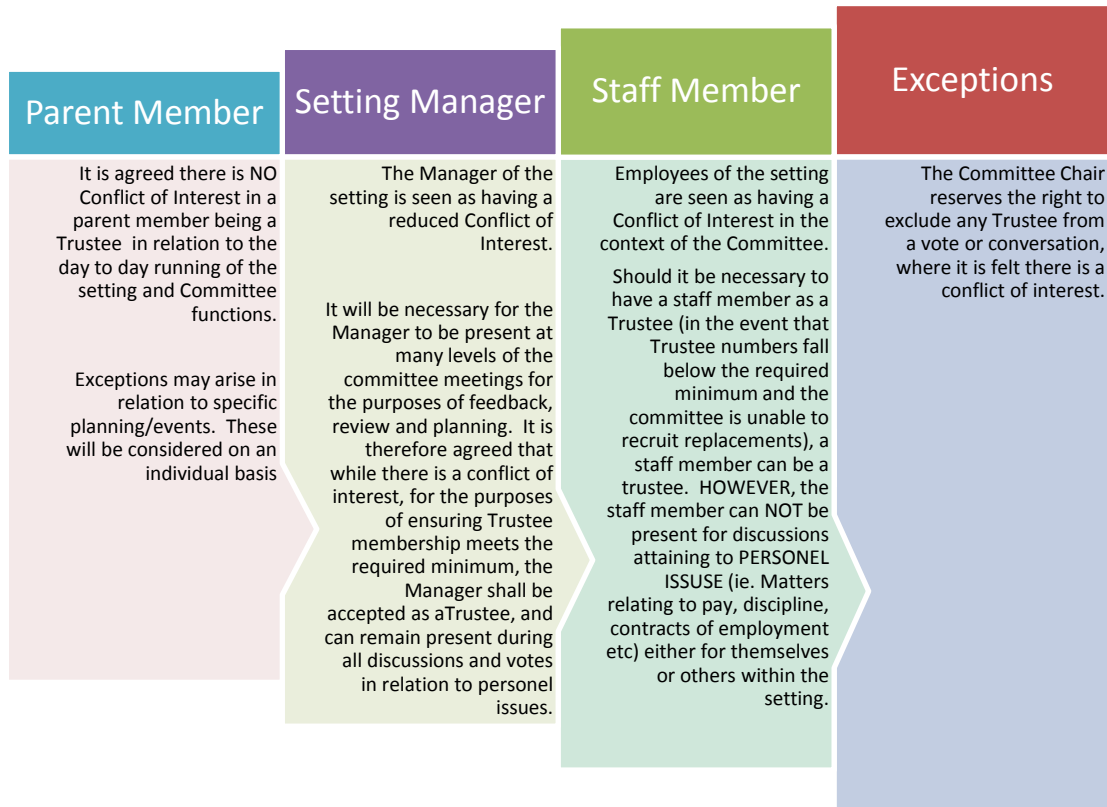 Parent Member
It is agreed there is NO
Conflict of Interest in a
parent member being a
Trustee in relation to the
day to day running of the
setting and Committee
functions.
Exceptions may arise in
relation to specific
planning/events. These
will be considered on an
individual basis
Setting Manager
The Manager of the
setting is seen as having a
reduced Conflict of
Interest.
It will be necessary for the
Manager to be present at
many levels of the
committee meetings for
the purposes of feedback,
review and planning. It is
therefore agreed that
while there is a conflict of
interest, for the purposes
of ensuring Trustee
membership meets the
required minimum, the
Manager shall be
accepted as aTrustee, and
can remain present during
all discussions and votes
in relation to personel
issues.
Staff Member
Employees of the setting
are seen as having a
Conflict of Interest in the
context of the Committee.
Should it be necessary to
have a staff member as a
Trustee (in the event that
Trustee numbers fall
below the required
minimum and the
committee is unable to
recruit replacements), a
staff member can be a
trustee. HOWEVER, the
staff member can NOT be
present for discussions
attaining to PERSONEL
ISSUSE (ie. Matters
relating to pay, discipline,
contracts of employment
etc) either for themselves
or others within the
setting.
Exceptions
The Committee Chair
reserves the right to
exclude any Trustee from
a vote or conversation,
where it is felt there is a
conflict of interest.